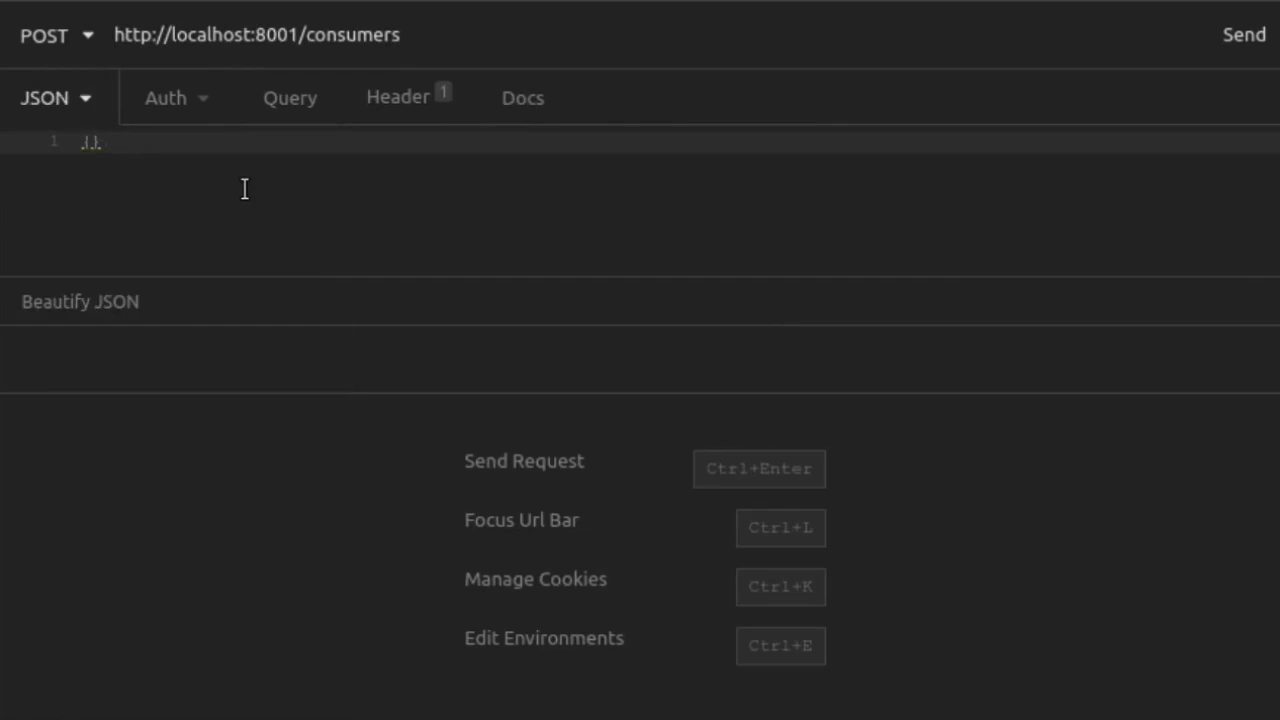 POST http://localhost:8001/consumers Send
JSON Auth Query Header 1 Docs
1 {}
Beautify JSON
Send Request Ctrl+Enter
Focus Url Bar Ctrl+L
Manage Cookies Ctrl+K
Edit Environments Ctrl+E